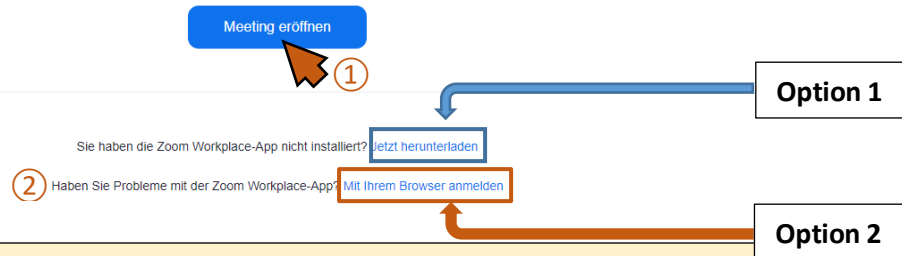 Meeting eröffnen
①
Option 1
Sie haben die Zoom Workplace-App nicht installiert? Jetzt herunterladen
② Haben Sie Probleme mit der Zoom Workplace-App? Mit Ihrem Browser anmelden
Option 2